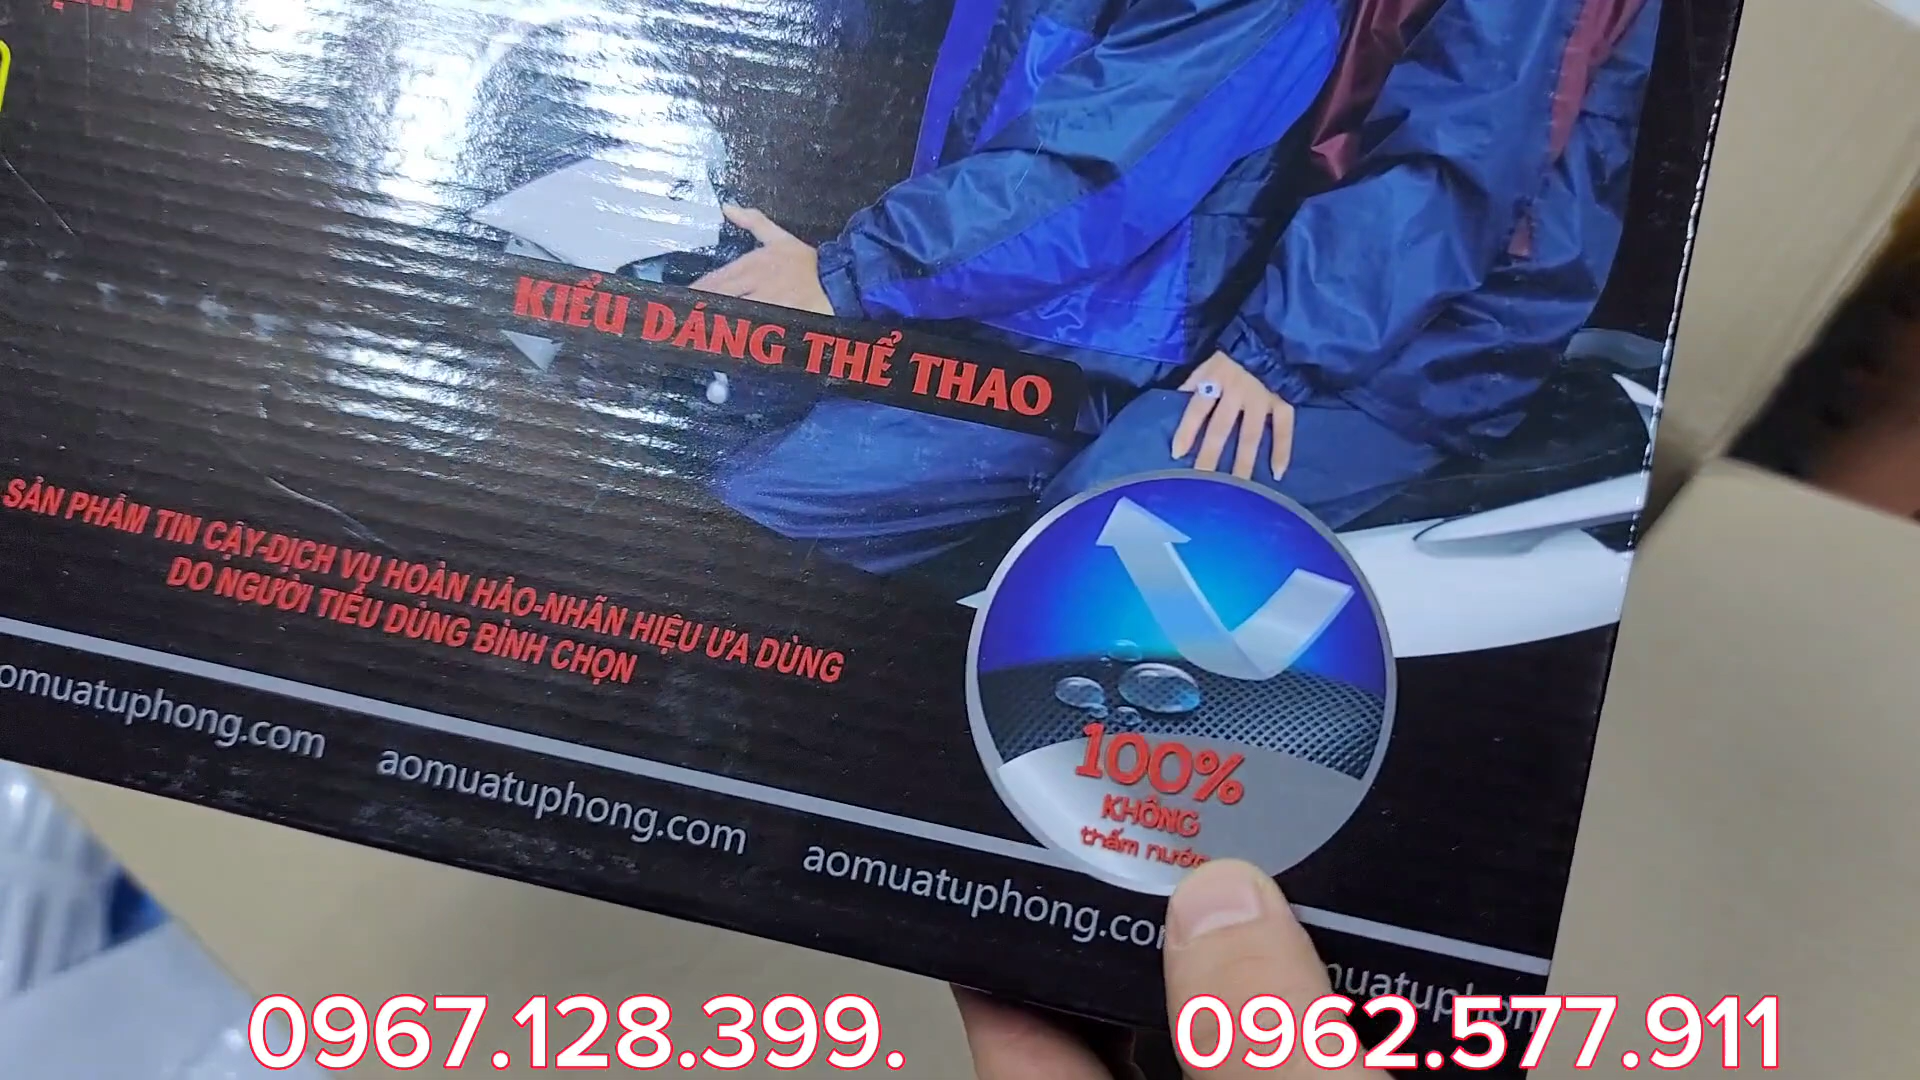 KIỂU DÁNG THỂ THAO
SẢN PHẨM TIN CẬY-DỊCH VỤ HOÀN HẢO-NHÃN HIỆU ƯA DÙNG
DO NGƯỜI TIÊU DÙNG BÌNH CHỌN
100%
KHÔNG
thấm nước
omuatuphong.com aomuatuphong.com aomuatuphong.com
0967.128.399. 0962.577.911